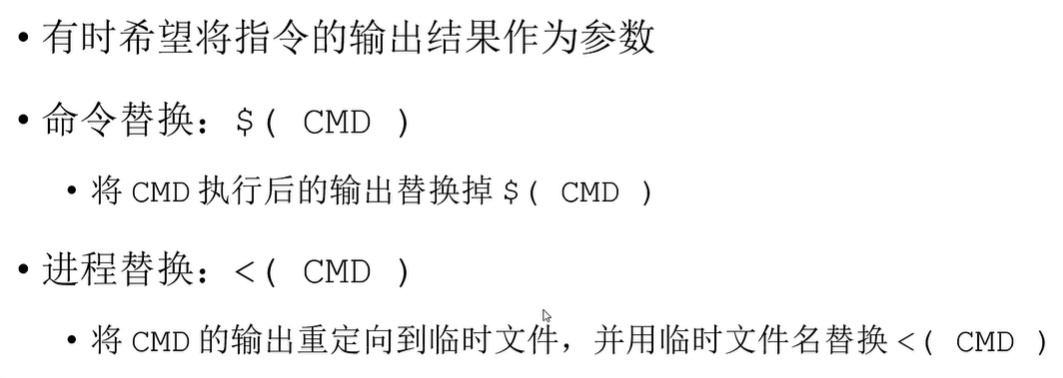 • 有时希望将指令的输出结果作为参数
• 命令替换：$( CMD )
• 将 CMD 执行后的输出替换掉 $( CMD )
• 进程替换：<( CMD )
• 将 CMD 的输出重定向到临时文件，并用临时文件名替换 <( CMD )